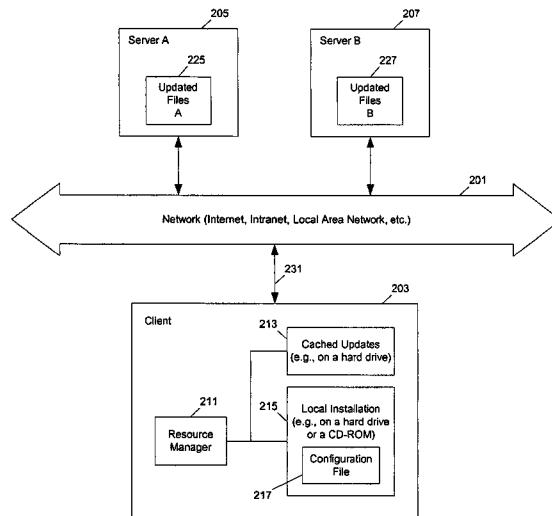 205
207
Server A
Server B
225
227
Updated
Files
A
Updated
Files
B
201
Network (Internet, Intranet, Local Area Network, etc.)
231
203
Client
213
Cached Updates
(e.g., on a hard drive)
211
215
Resource
Manager
Local Installation
(e.g., on a hard drive
or a CD-ROM)
Configuration
File
217